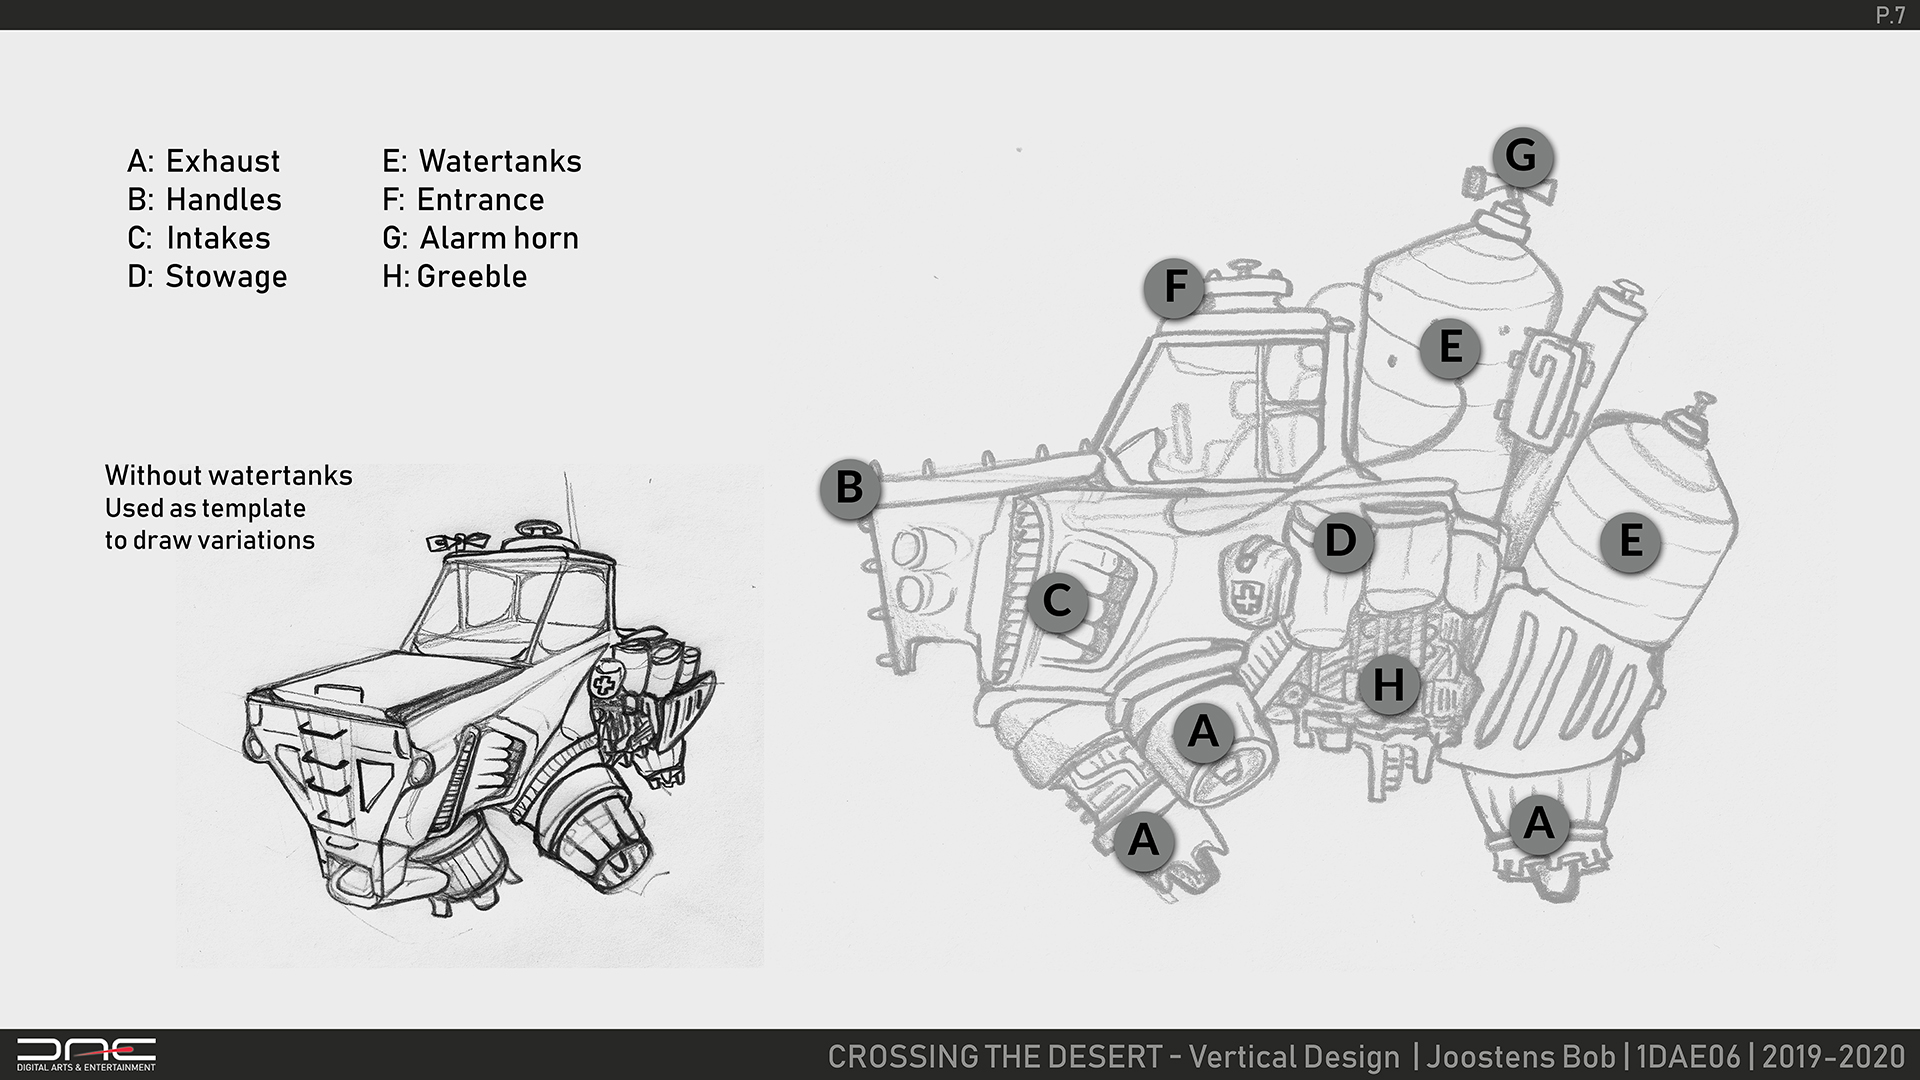 P.7
A: Exhaust
B: Handles
C: Intakes
D: Stowage
E: Watertanks
F: Entrance
G: Alarm horn
H: Greeble
Without watertanks
Used as template
to draw variations
G
F
E
B
D
E
C
H
A
A
A
DAE
DIGITAL ARTS & ENTERTAINMENT
CROSSING THE DESERT - Vertical Design | Joostens Bob | 1DAE06 | 2019-2020